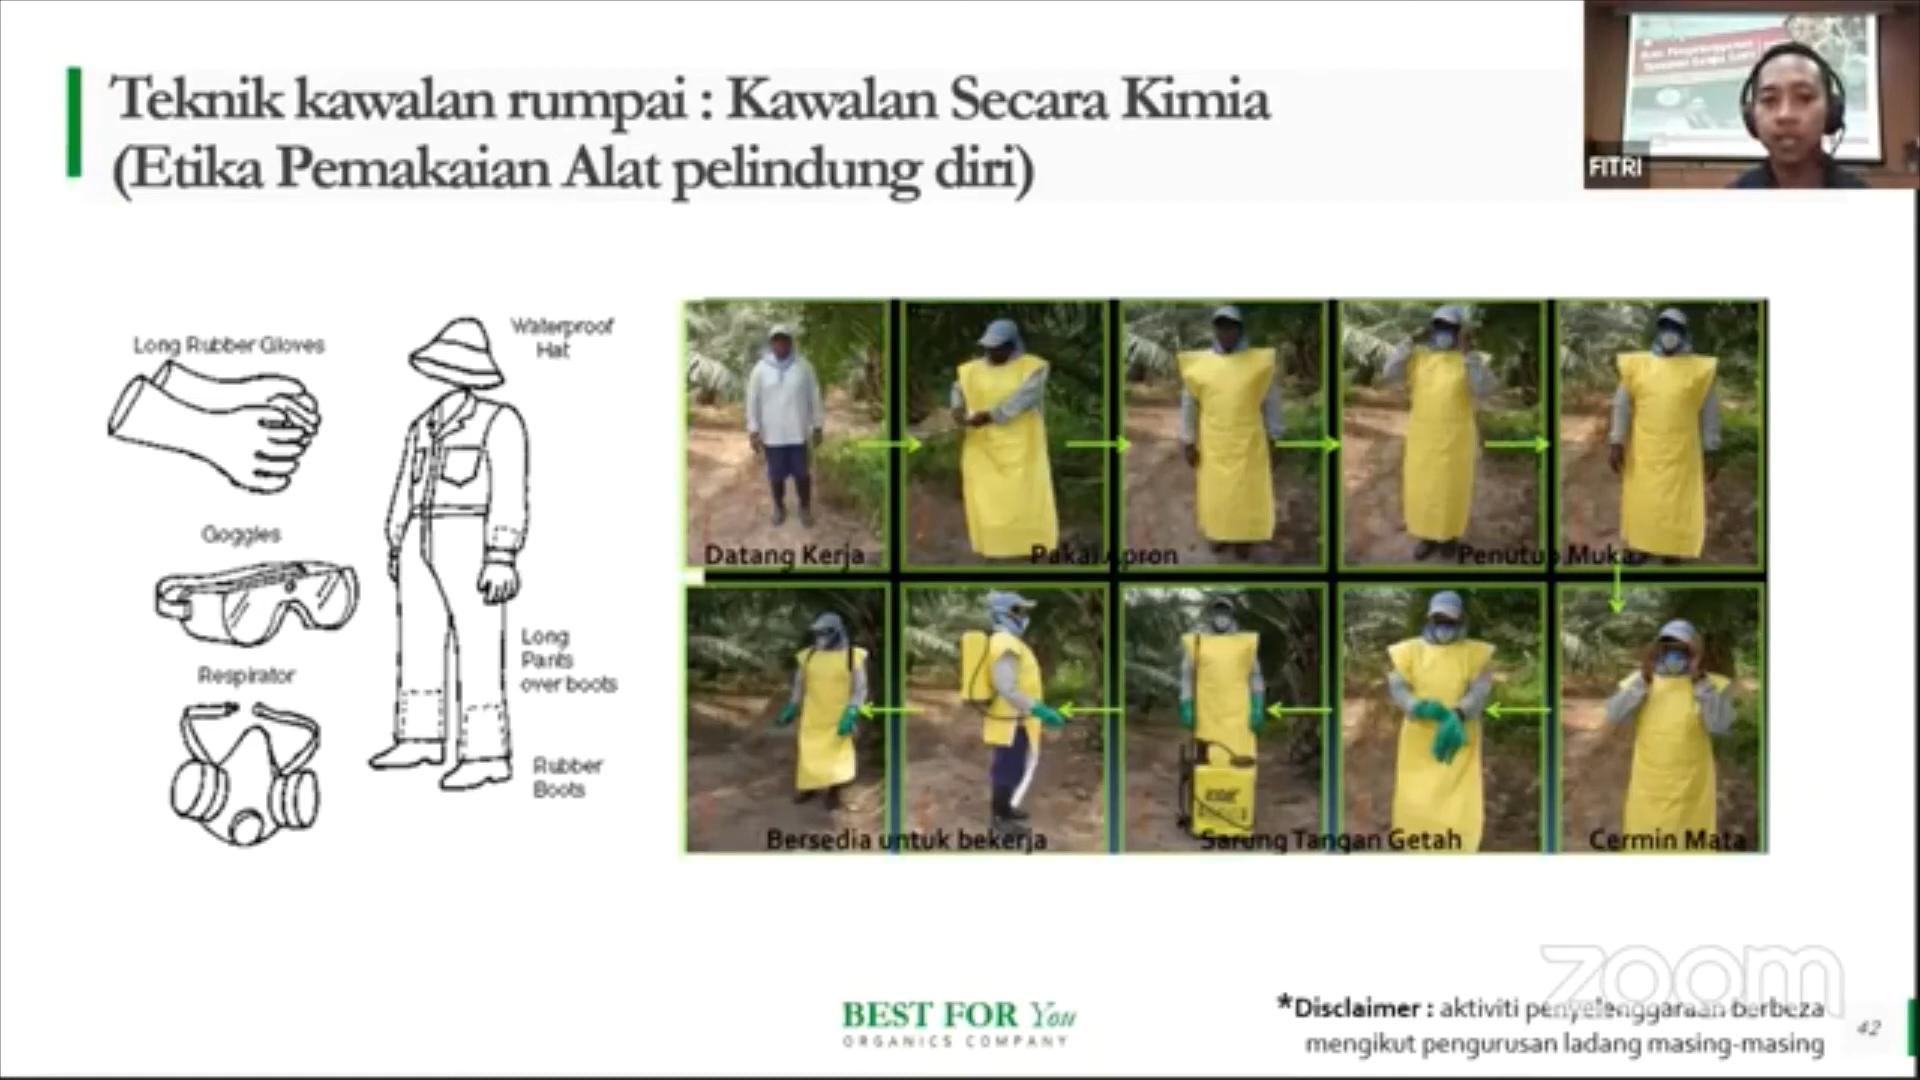 Teknik kawalan rumpai : Kawalan Secara Kimia
(Etika Pemakaian Alat pelindung diri)
FITRI
Long Rubber Gloves
Waterproof
Hat
Goggles
Respirator
Long
Pants
over boots
Rubber
Boots
Datang Kerja
Pakai Apron
Penutup Muka
Bersedia untuk bekerja
Sarung Tangan Getah
Cermin Mata
zoom
BEST FOR You
ORGANICS COMPANY
*Disclaimer : aktiviti penyelenggaraan berbeza
mengikut pengurusan ladang masing-masing
42